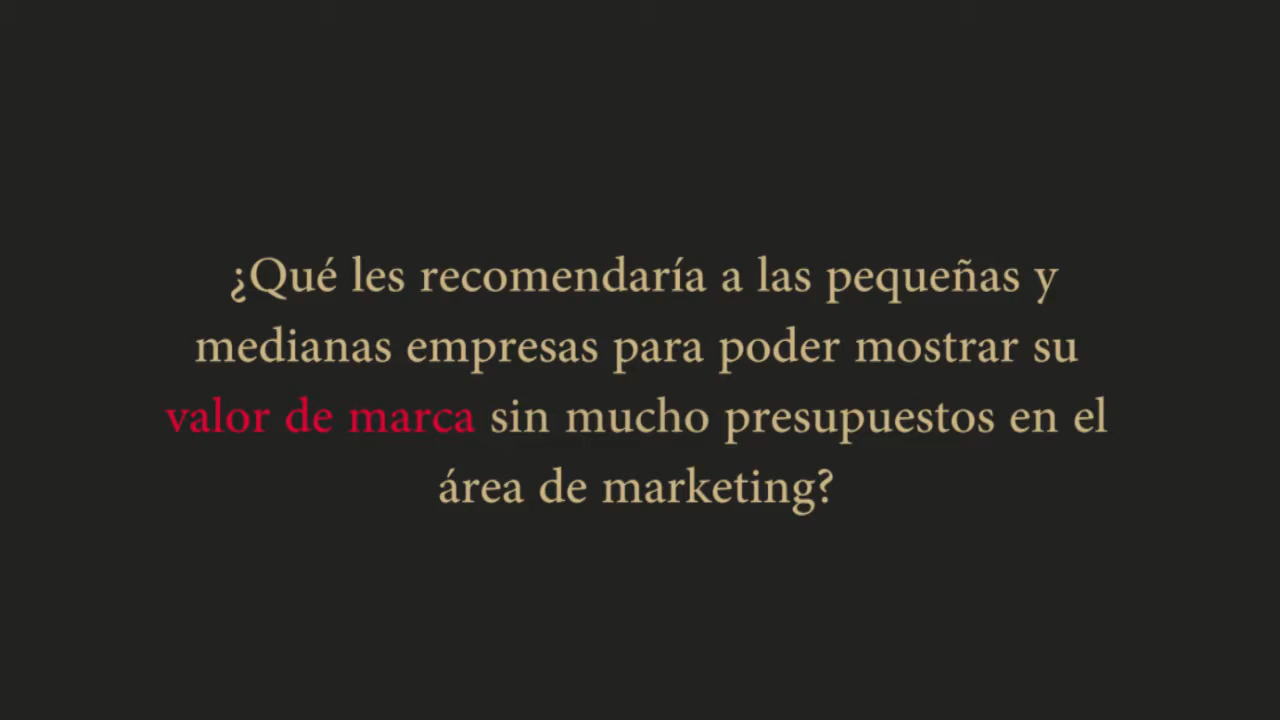 ¿Qué les recomendaría a las pequeñas y
medianas empresas para poder mostrar su
valor de marca sin mucho presupuestos en el
área de marketing?